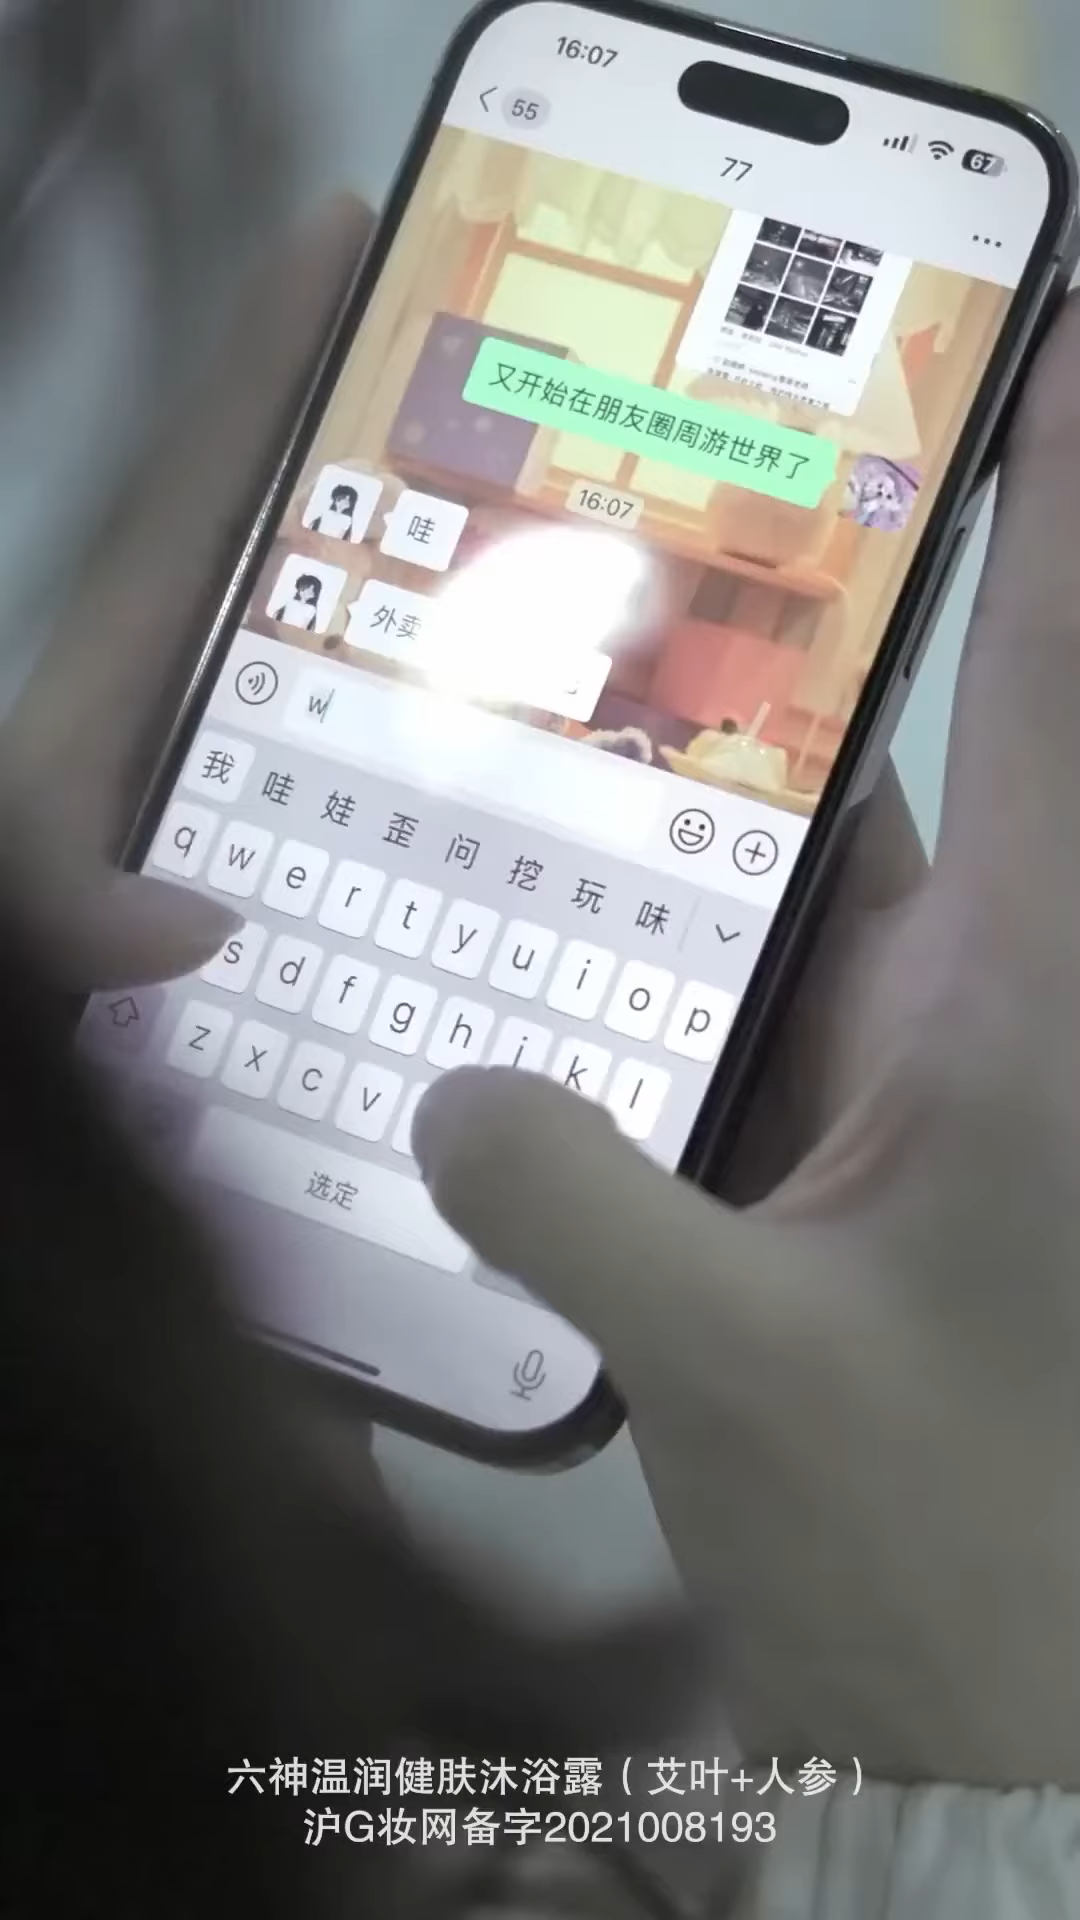 16:07
55
67
77
又开始在朋友圈周游世界了
16:07
哇
外卖
w
我 哇 娃 歪 问 挖 玩 味
q w e r t y u i o p
s d f g h j k l
z x c v
选定
六神温润健肤沐浴露（艾叶+人参）
沪G妆网备字2021008193